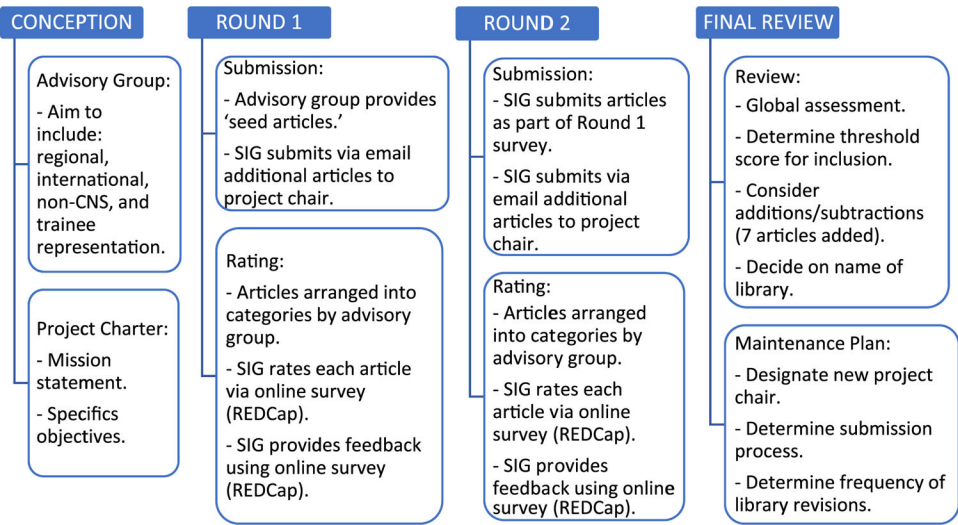 CONCEPTION
Advisory Group:
- Aim to
include:
regional,
international,
non-CNS, and
trainee
representation.
Project Charter:
- Mission
statement.
- Specifics
objectives.
ROUND 1
Submission:
- Advisory group provides
‘seed articles.’
- SIG submits via email
additional articles to
project chair.
Rating:
- Articles arranged into
categories by advisory
group.
- SIG rates each article
via online survey
(REDCap).
- SIG provides feedback
using online survey
(REDCap).
ROUND 2
Submission:
- SIG submits articles
as part of Round 1
survey.
- SIG submits via
email additional
articles to project
chair.
Rating:
- Articles arranged
into categories by
advisory group.
- SIG rates each
article via online
survey (REDCap).
- SIG provides
feedback using online
survey (REDCap).
FINAL REVIEW
Review:
- Global assessment.
- Determine threshold
score for inclusion.
- Consider
additions/subtractions
(7 articles added).
- Decide on name of
library.
Maintenance Plan:
- Designate new project
chair.
- Determine submission
process.
- Determine frequency of
library revisions.